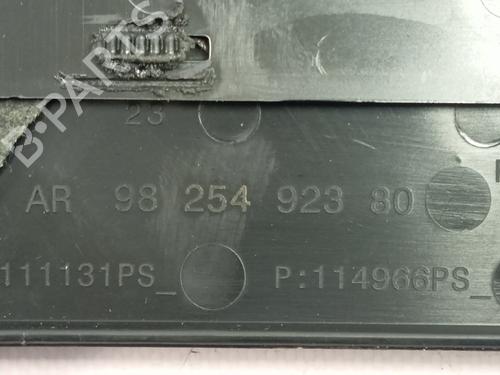 B-PARTS
23
AR 98 254 923 80
111131PS_ P:114966PS_